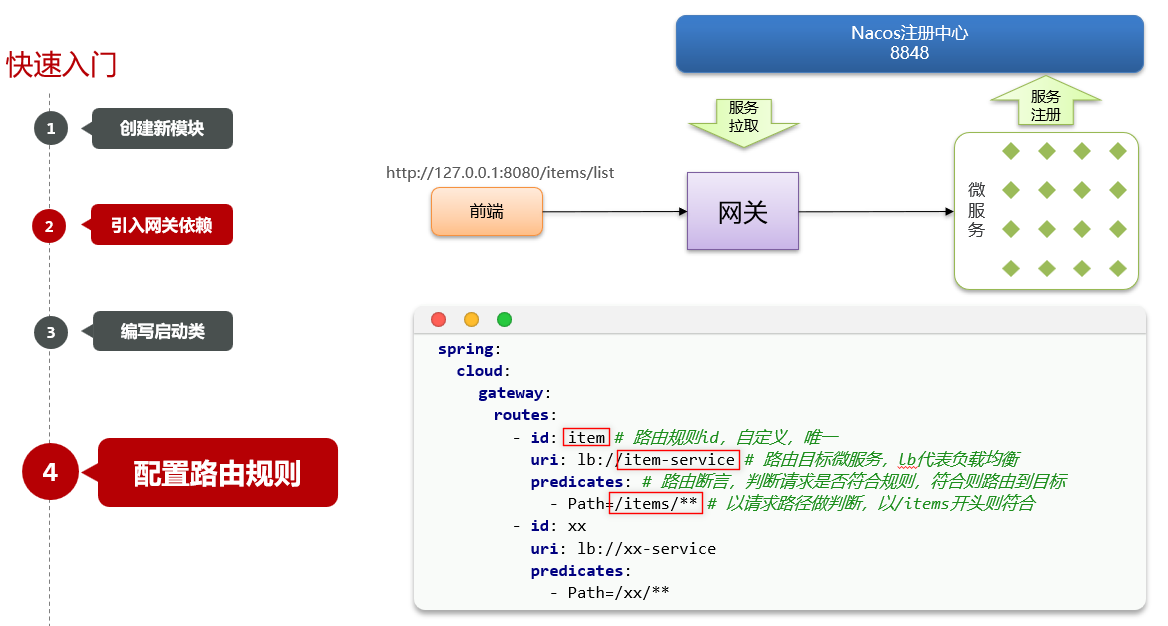 快速入门
1
创建新模块
2
引入网关依赖
3
编写启动类
4
配置路由规则
Nacos注册中心
8848
服务
拉取
服务
注册
http://127.0.0.1:8080/items/list
前端
网关
微
服
务
spring:
cloud:
gateway:
routes:
- id: item # 路由规则id，自定义，唯一
uri: lb://item-service # 路由目标微服务，lb代表负载均衡
predicates: # 路由断言，判断请求是否符合规则，符合则路由到目标
- Path=/items/** # 以请求路径做判断，以/items开头则符合
- id: xx
uri: lb://xx-service
predicates:
- Path=/xx/**